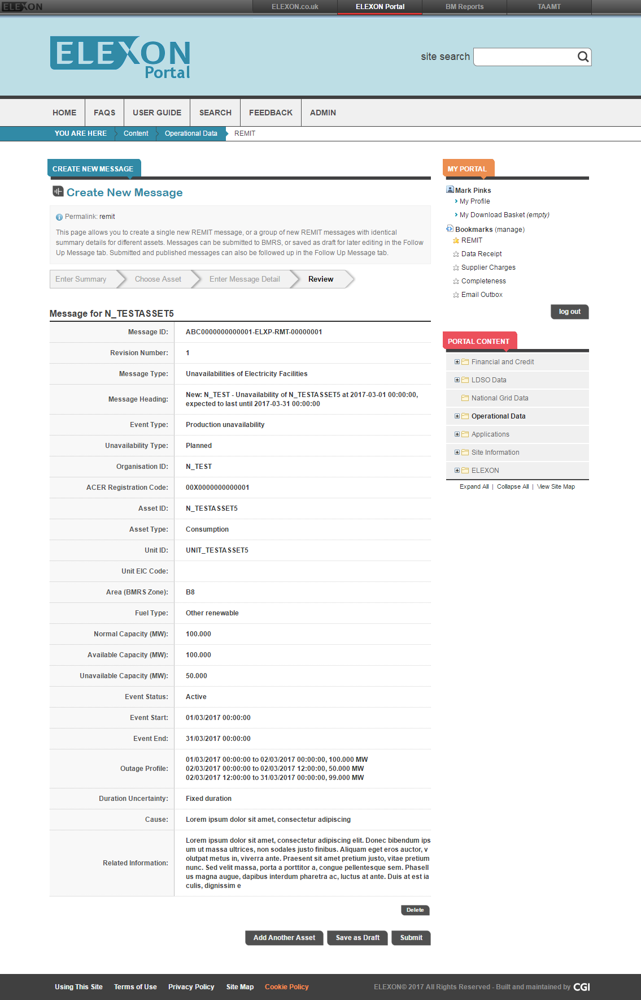 ELEXON
ELEXON.co.uk
ELEXON Portal
BM Reports
TAAMT
ELEXON
Portal
site search
HOME
FAQS
USER GUIDE
SEARCH
FEEDBACK
ADMIN
YOU ARE HERE
Content
Operational Data
REMIT
CREATE NEW MESSAGE
Create New Message
Permalink: remit
This page allows you to create a single new REMIT message, or a group of new REMIT messages with identical
summary details for different assets. Messages can be submitted to BMRS, or saved as draft for later editing in the Follow
Up Message tab. Submitted and published messages can also be followed up in the Follow Up Message tab.
Enter Summary
Choose Asset
Enter Message Detail
Review
Message for N_TESTASSET5
Message ID: ABC0000000000001-ELXP-RMT-00000001
Revision Number: 1
Message Type: Unavailabilities of Electricity Facilities
Message Heading: New: N_TEST - Unavailability of N_TESTASSET5 at 2017-03-01 00:00:00,
expected to last until 2017-03-31 00:00:00
Event Type: Production unavailability
Unavailability Type: Planned
Organisation ID: N_TEST
ACER Registration Code: 00X0000000000001
Asset ID: N_TESTASSET5
Asset Type: Consumption
Unit ID: UNIT_TESTASSET5
Unit EIC Code:
Area (BMRS Zone): B8
Fuel Type: Other renewable
Normal Capacity (MW): 100.000
Available Capacity (MW): 100.000
Unavailable Capacity (MW): 50.000
Event Status: Active
Event Start: 01/03/2017 00:00:00
Event End: 31/03/2017 00:00:00
Outage Profile: 01/03/2017 00:00:00 to 02/03/2017 00:00:00, 100.000 MW
02/03/2017 00:00:00 to 02/03/2017 12:00:00, 50.000 MW
02/03/2017 12:00:00 to 31/03/2017 00:00:00, 99.000 MW
Duration Uncertainty: Fixed duration
Cause: Lorem ipsum dolor sit amet, consectetur adipiscing
Related Information: Lorem ipsum dolor sit amet, consectetur adipiscing elit. Donec bibendum ips
um ut massa ultrices, non sodales justo finibus. Aliquam eget eros auctor, v
olutpat metus in, viverra ante. Praesent sit amet pretium justo, vitae pretium
nunc. Sed velit massa, porta a porttitor a, congue pellentesque sem. Phasell
us magna augue, dapibus interdum pharetra ac, luctus at ante. Duis at est ia
culis, dignissim e
Delete
Add Another Asset
Save as Draft
Submit
MY PORTAL
Mark Pinks
My Profile
My Download Basket (empty)
Bookmarks (manage)
REMIT
Data Receipt
Supplier Charges
Completeness
Email Outbox
log out
PORTAL CONTENT
Financial and Credit
LDSO Data
National Grid Data
Operational Data
Applications
Site Information
ELEXON
Expand All | Collapse All | View Site Map
Using This Site
Terms of Use
Privacy Policy
Site Map
Cookie Policy
ELEXON© 2017 All Rights Reserved - Built and maintained by CGI